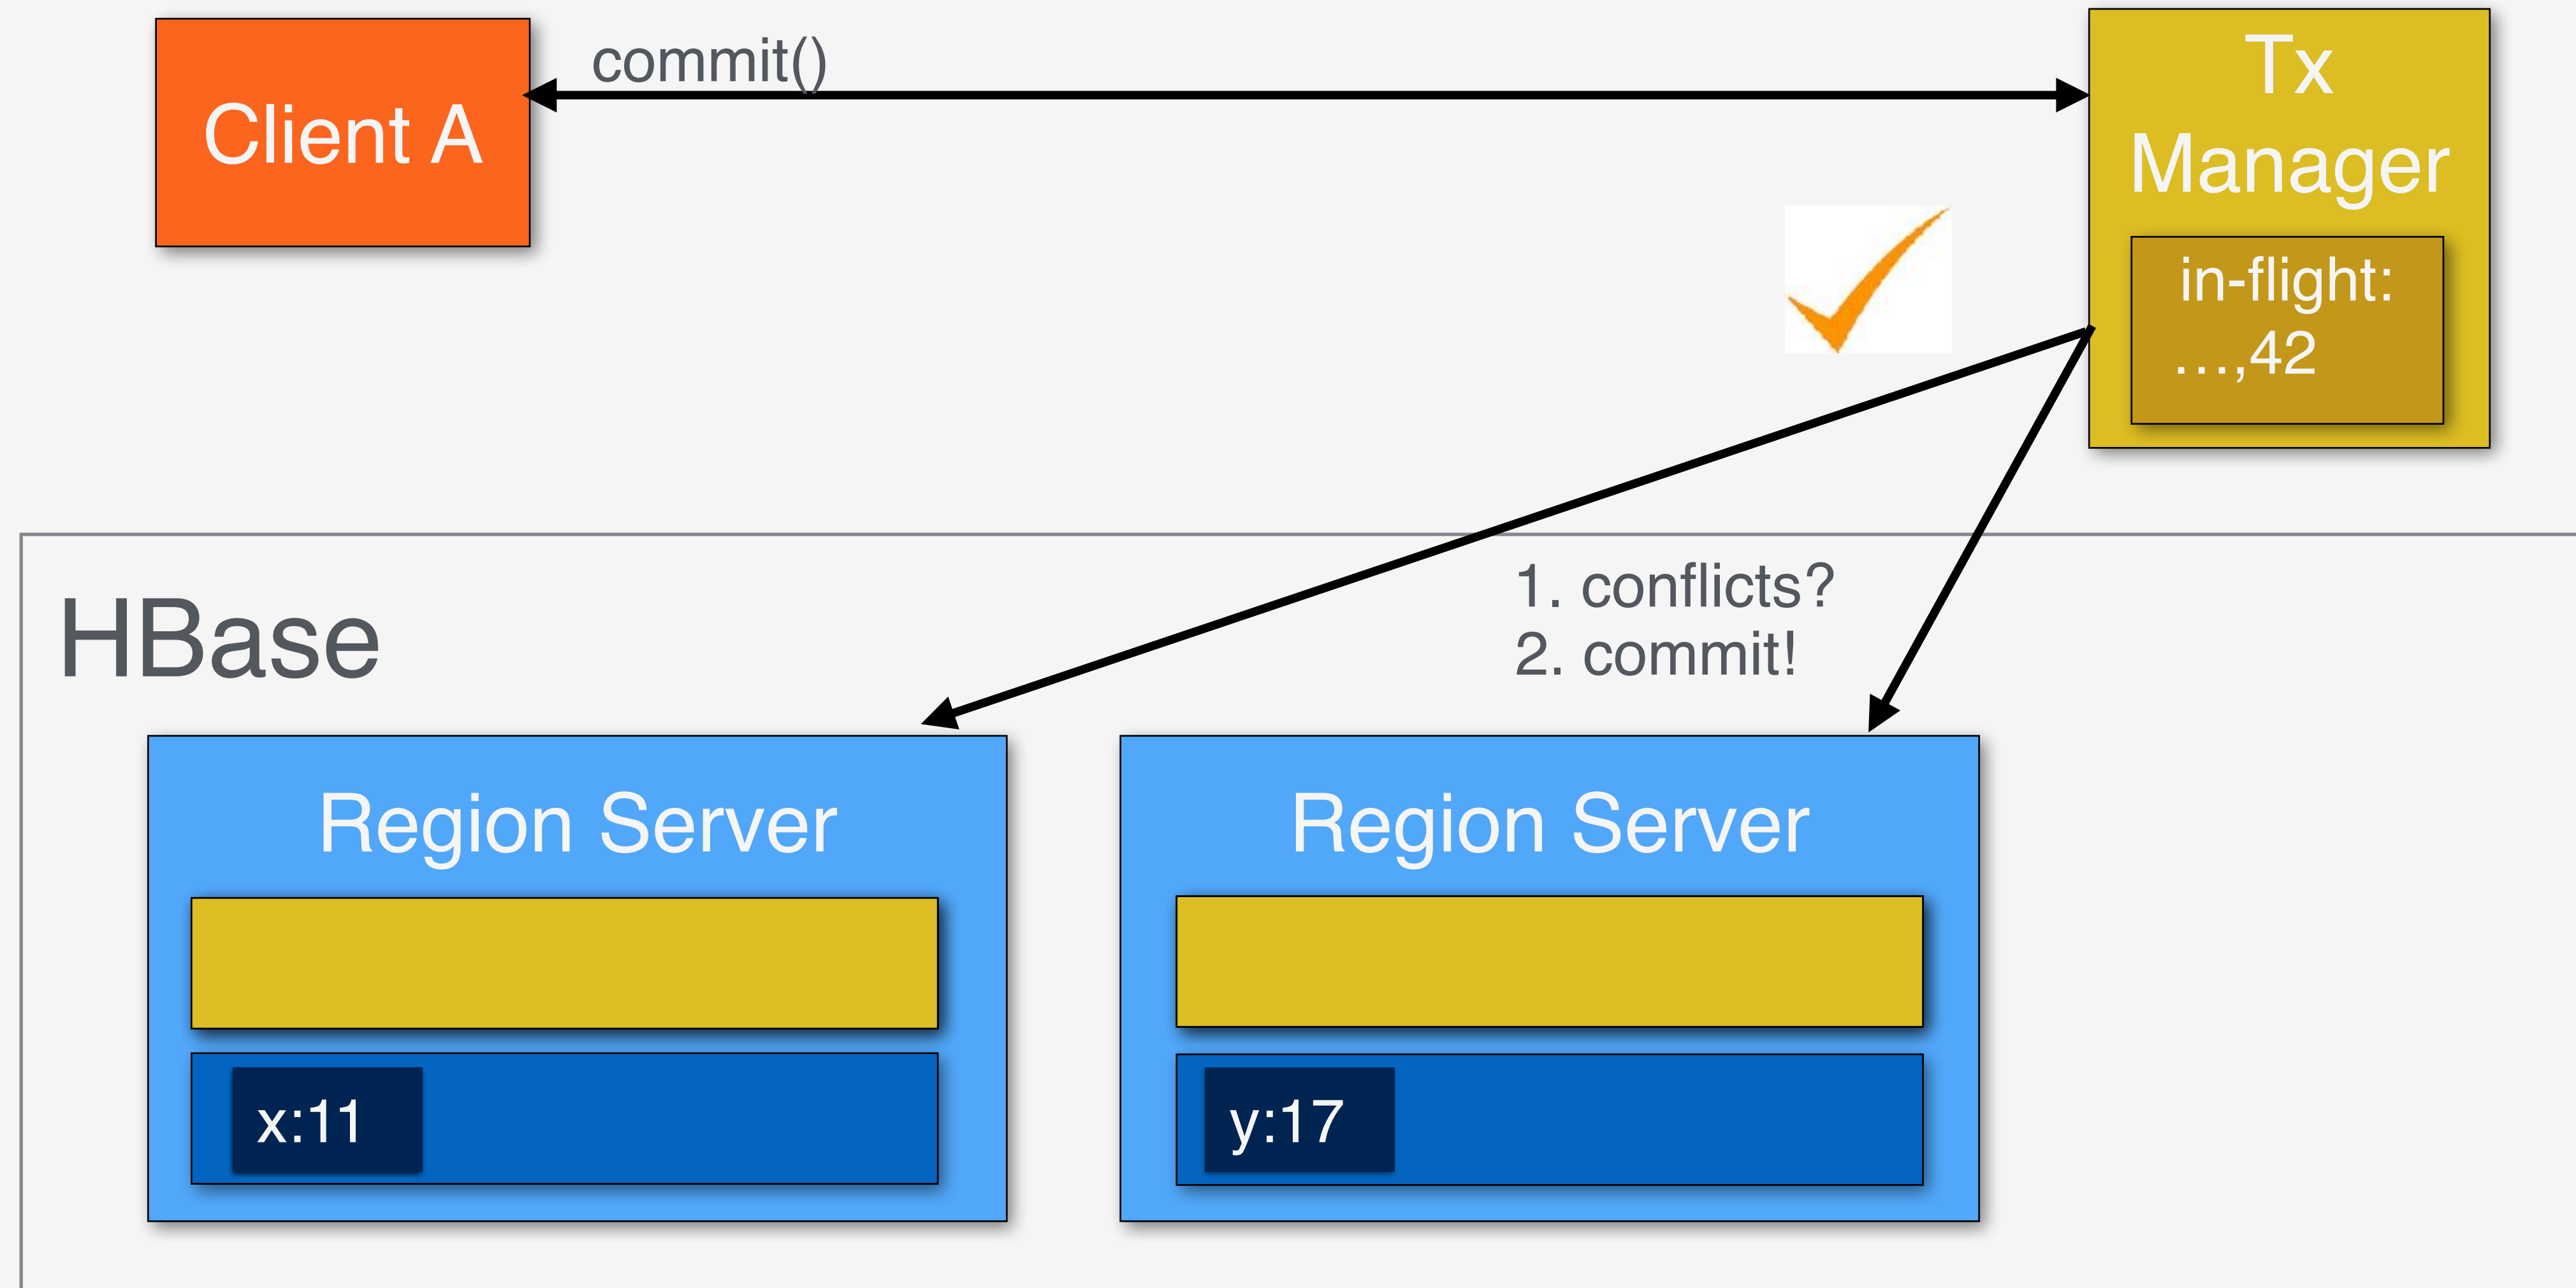 commit()
Client A
Tx
Manager
in-flight:
…,42
HBase
1. conflicts?
2. commit!
Region Server
Region Server
x:11
y:17